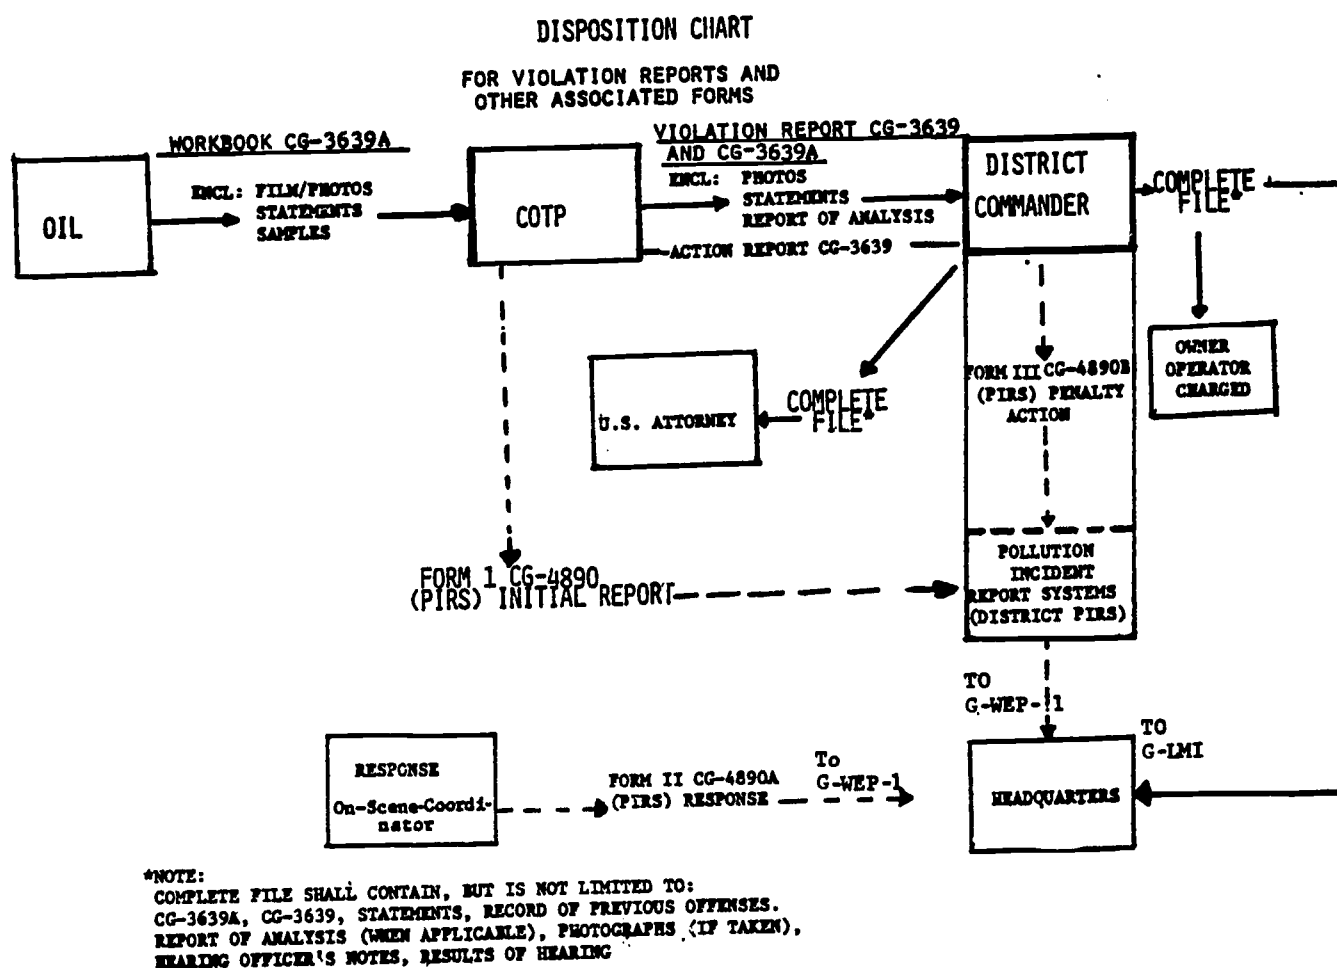 DISPOSITION CHART
FOR VIOLATION REPORTS AND
OTHER ASSOCIATED FORMS
OIL
WORKBOOK CG-3639A
ENCL: FILM/PHOTOS
STATEMENTS
SAMPLES
COTP
VIOLATION REPORT CG-3639
AND CG-3639A
ENCL: PHOTOS
STATEMENTS
REPORT OF ANALYSIS
ACTION REPORT CG-3639
DISTRICT
COMMANDER
COMPLETE
FILE*
OWNER
OPERATOR
CHARGED
U.S. ATTORNEY
COMPLETE
FILE*
FORM III CG-4890B
(PIRS) PENALTY
ACTION
POLLUTION
INCIDENT
REPORT SYSTEMS
(DISTRICT PIRS)
FORM 1 CG-4890
(PIRS) INITIAL REPORT
TO
G-WEP-1
TO
G-LMI
RESPONSE
On-Scene-Coordi-
nator
FORM II CG-4890A
(PIRS) RESPONSE
To
G-WEP-1
HEADQUARTERS
*NOTE:
COMPLETE FILE SHALL CONTAIN, BUT IS NOT LIMITED TO:
CG-3639A, CG-3639, STATEMENTS, RECORD OF PREVIOUS OFFENSES.
REPORT OF ANALYSIS (WHEN APPLICABLE), PHOTOGRAPHS (IF TAKEN),
HEARING OFFICER'S NOTES, RESULTS OF HEARING